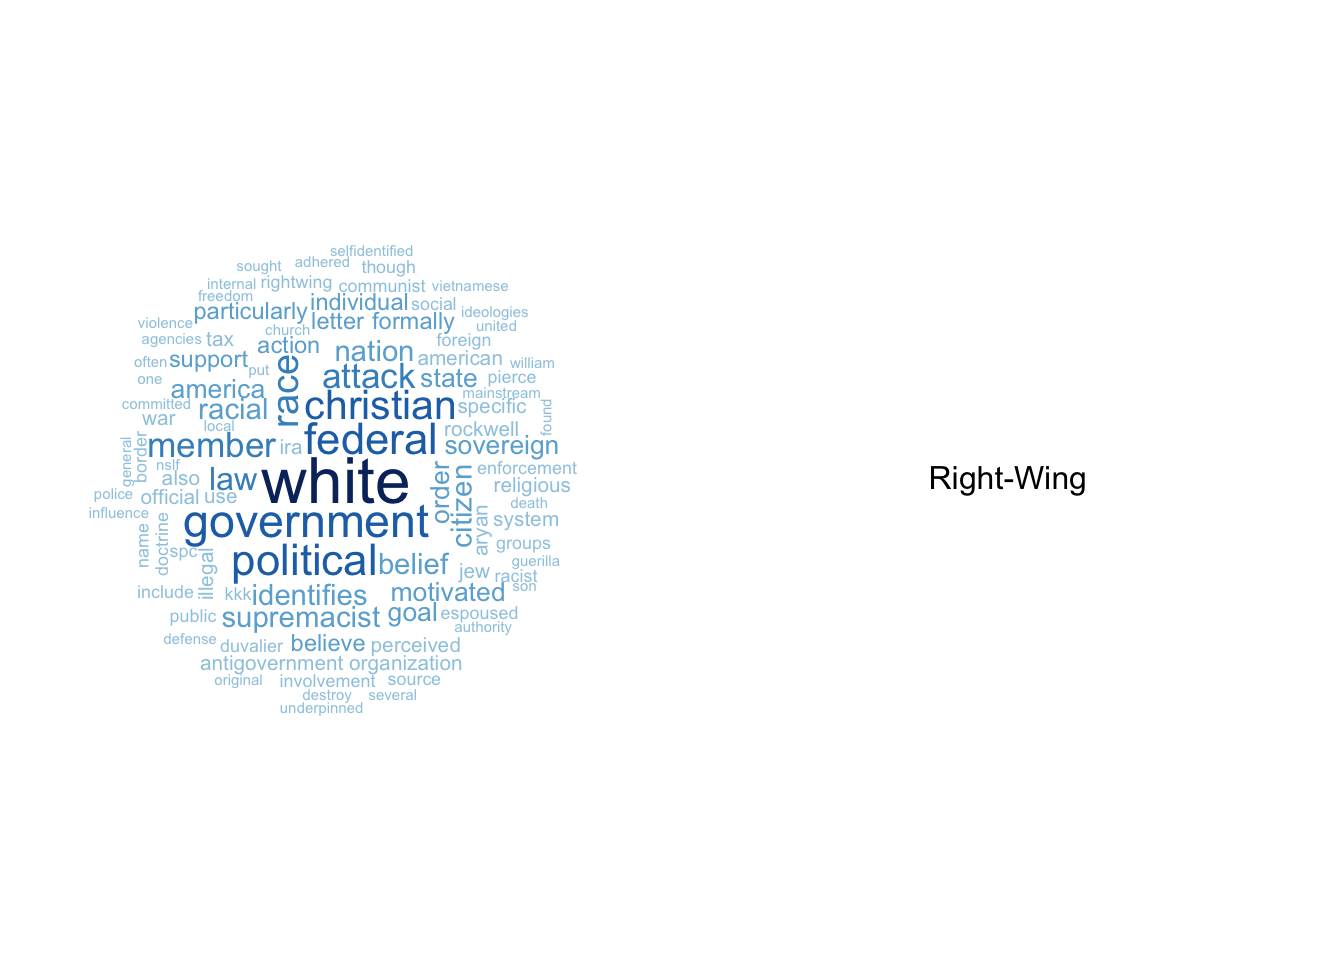 selfidentified
sought adhered though
internal rightwing communist vietnamese
freedom individual social
particularly ideologies
violence letter formally united
church
agencies tax action foreign
often support nation american william
put
one attack state pierce
america race mainstream
committed racial christian specific found
war local rockwell
general border member ira federal sovereign
nslf enforcement
also law white order citizen religious
police official use death
influence government aryan system
name doctrine spc illegal groups
political belief guerilla
jew racist
include kkk identifies motivated son
public supremacist goal espoused
authority
defense duvalier believe perceived
antigovernment organization
original involvement source
destroy several
underpinned
Right-Wing